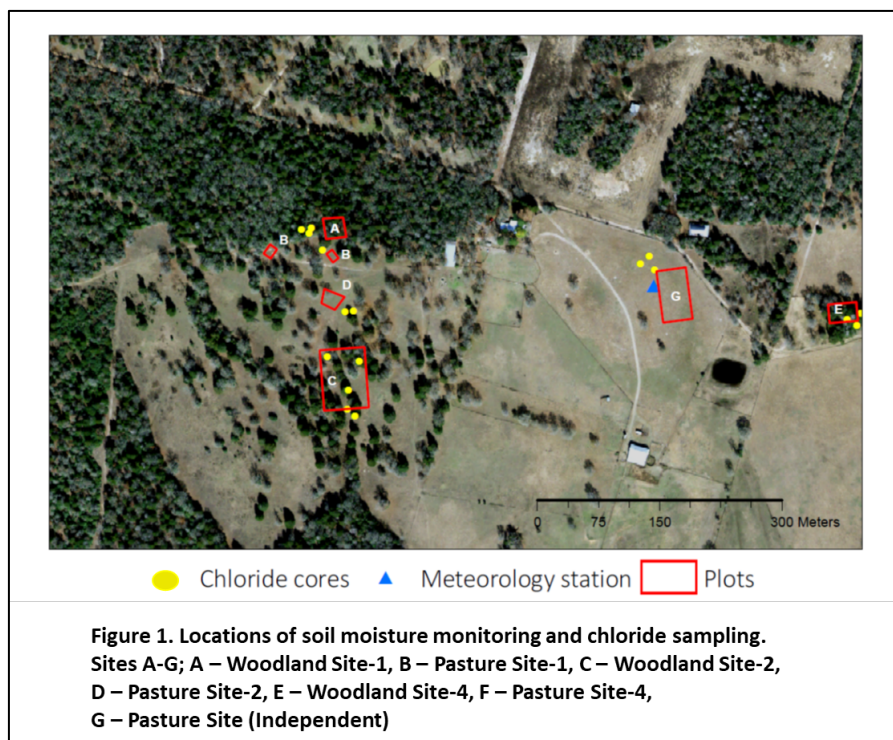 A
B
B
D
G
E
C
0 75 150 300 Meters
Chloride cores Meteorology station Plots
Figure 1. Locations of soil moisture monitoring and chloride sampling.
Sites A-G; A – Woodland Site-1, B – Pasture Site-1, C – Woodland Site-2,
D – Pasture Site-2, E – Woodland Site-4, F – Pasture Site-4,
G – Pasture Site (Independent)